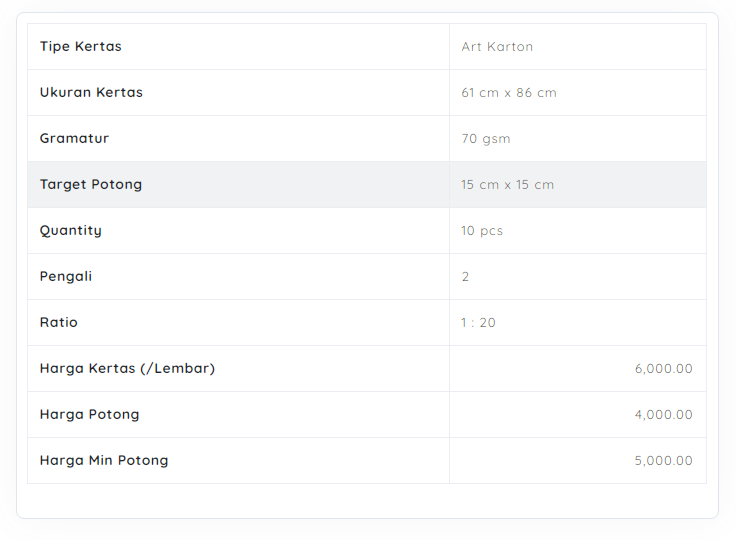 Tipe Kertas Art Karton
Ukuran Kertas 61 cm x 86 cm
Gramatur 70 gsm
Target Potong 15 cm x 15 cm
Quantity 10 pcs
Pengali 2
Ratio 1 : 20
Harga Kertas (/Lembar) 6,000.00
Harga Potong 4,000.00
Harga Min Potong 5,000.00